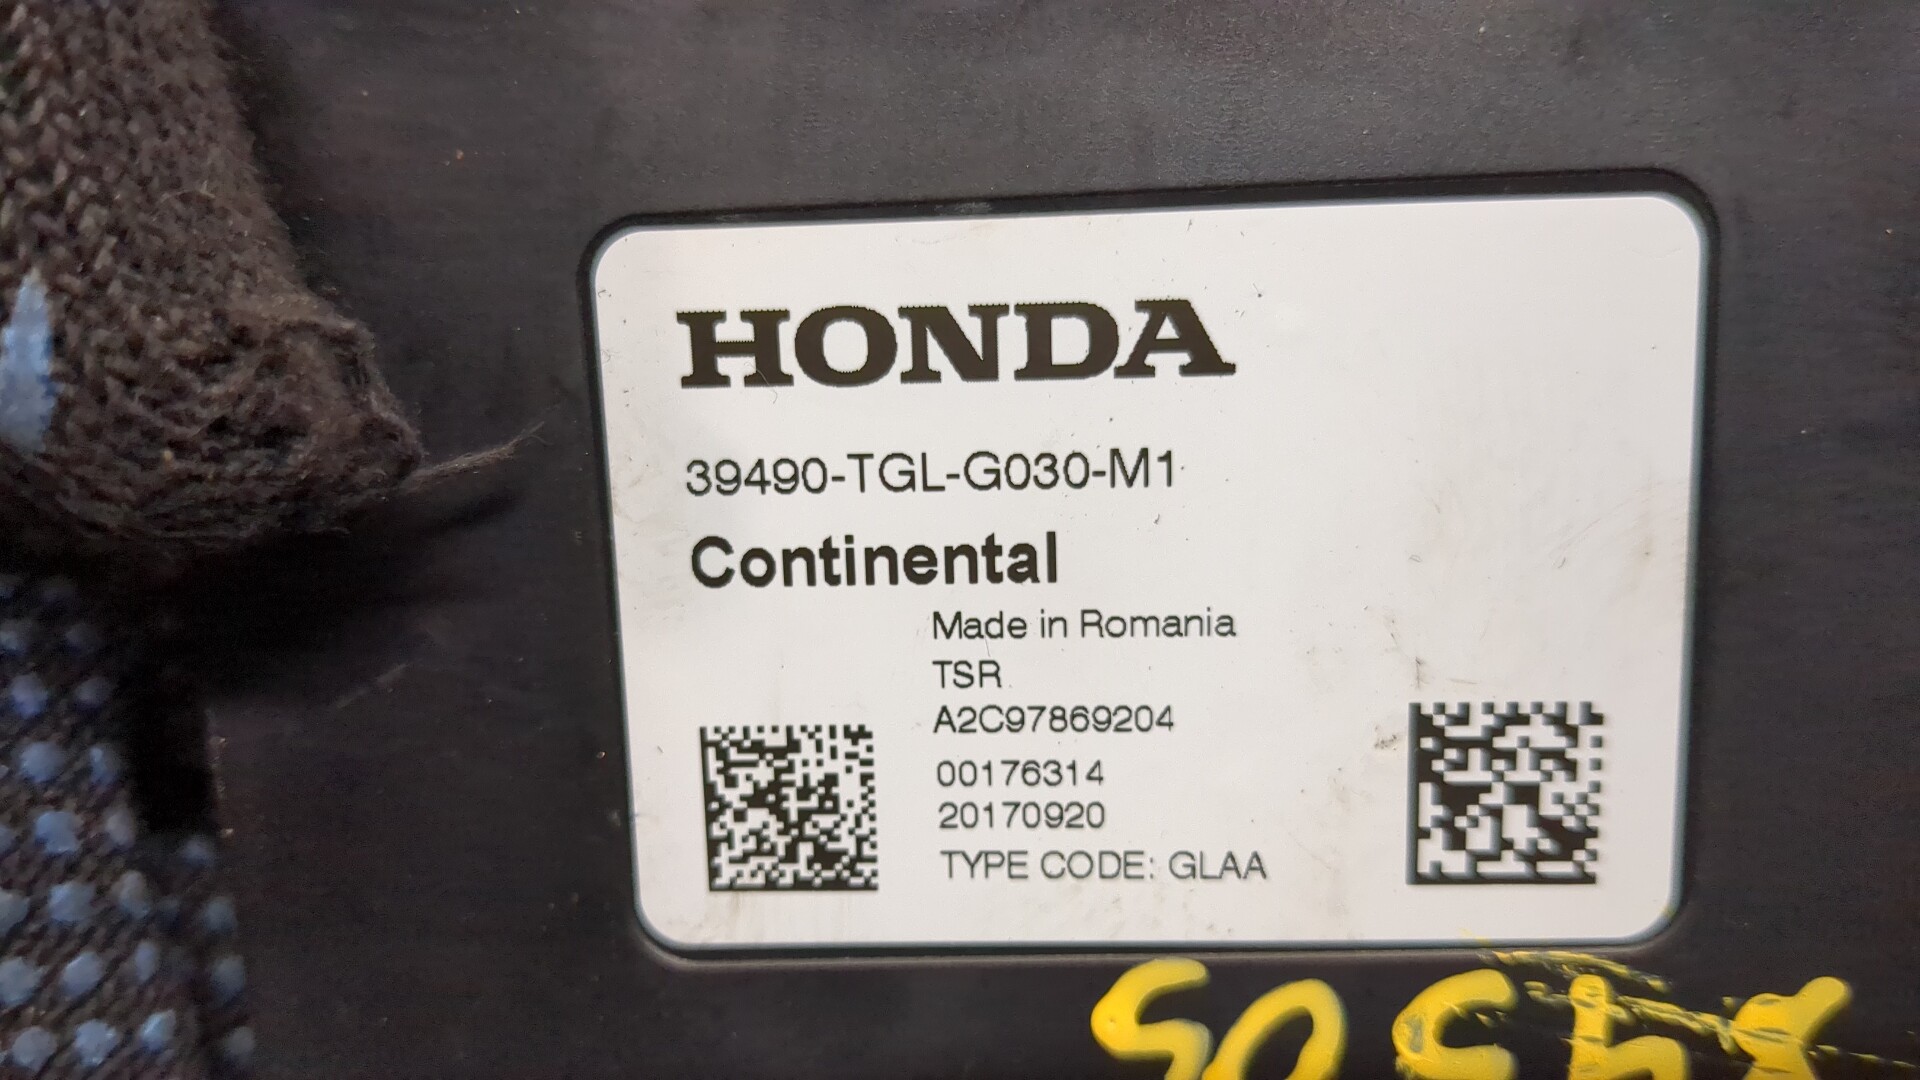 HONDA
39490-TGL-G030-M1
Continental
Made in Romania
TSR
A2C97869204
00176314
20170920
TYPE CODE: GLAA